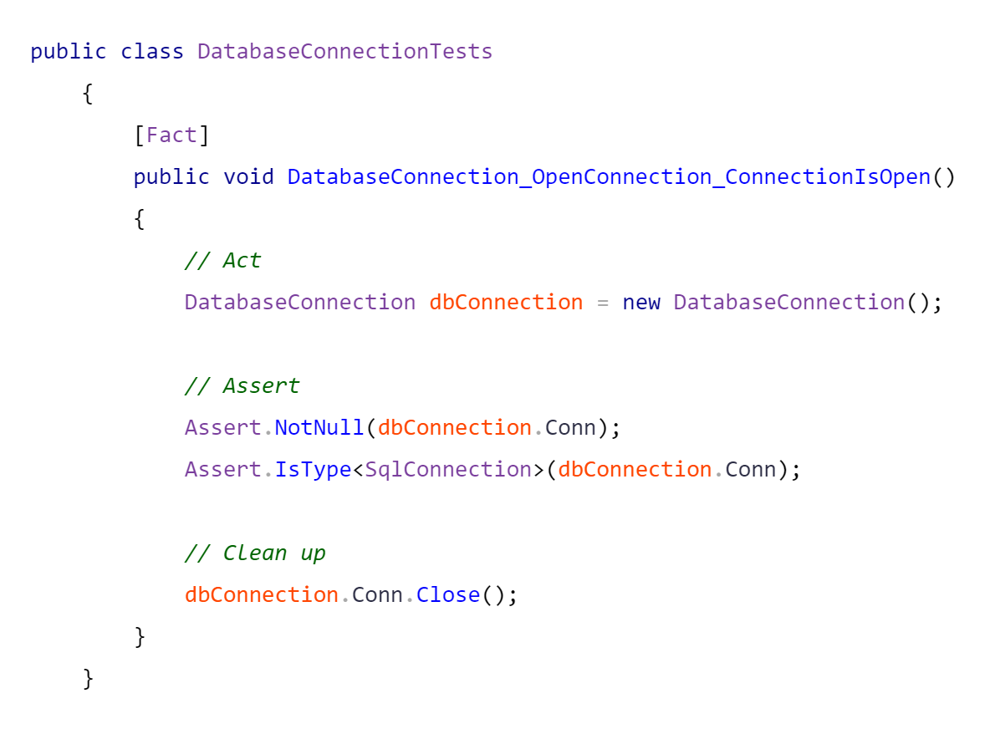 public class DatabaseConnectionTests
{
[Fact]
public void DatabaseConnection_OpenConnection_ConnectionIsOpen()
{
// Act
DatabaseConnection dbConnection = new DatabaseConnection();
// Assert
Assert.NotNull(dbConnection.Conn);
Assert.IsType<SqlConnection>(dbConnection.Conn);
// Clean up
dbConnection.Conn.Close();
}
}